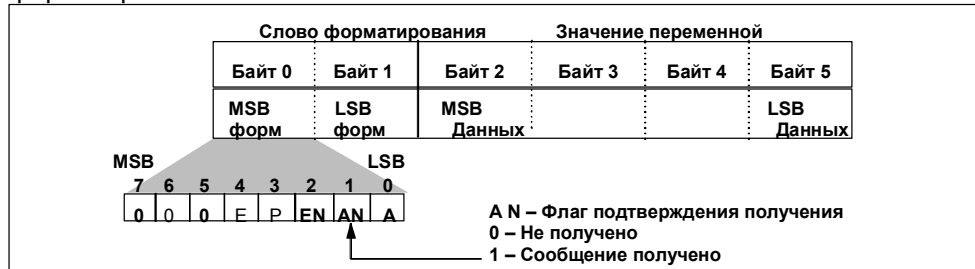 Слово форматирования Значение переменной
Байт 0 Байт 1 Байт 2 Байт 3 Байт 4 Байт 5
MSB LSB MSB LSB
форм форм Данных Данных
MSB LSB
7 6 5 4 3 2 1 0
0 0 0 E P EN AN A
A N – Флаг подтверждения получения
0 – Не получено
1 – Сообщение получено